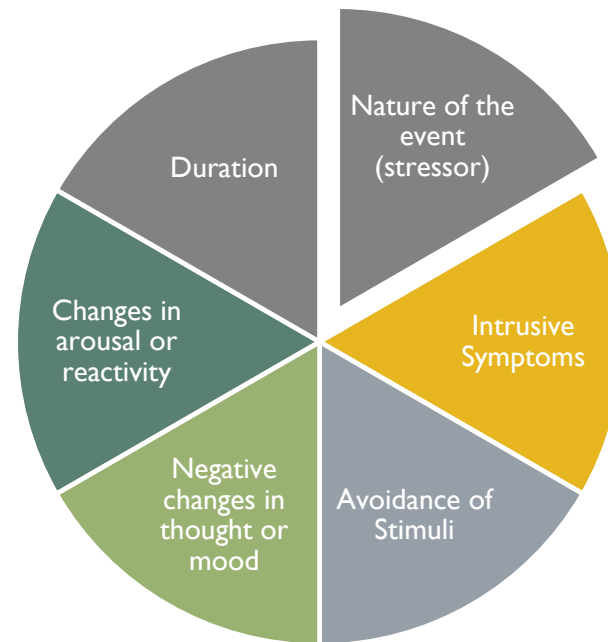 Nature of the
event
(stressor)
Intrusive
Symptoms
Avoidance of
Stimuli
Negative
changes in
thought or
mood
Changes in
arousal or
reactivity
Duration